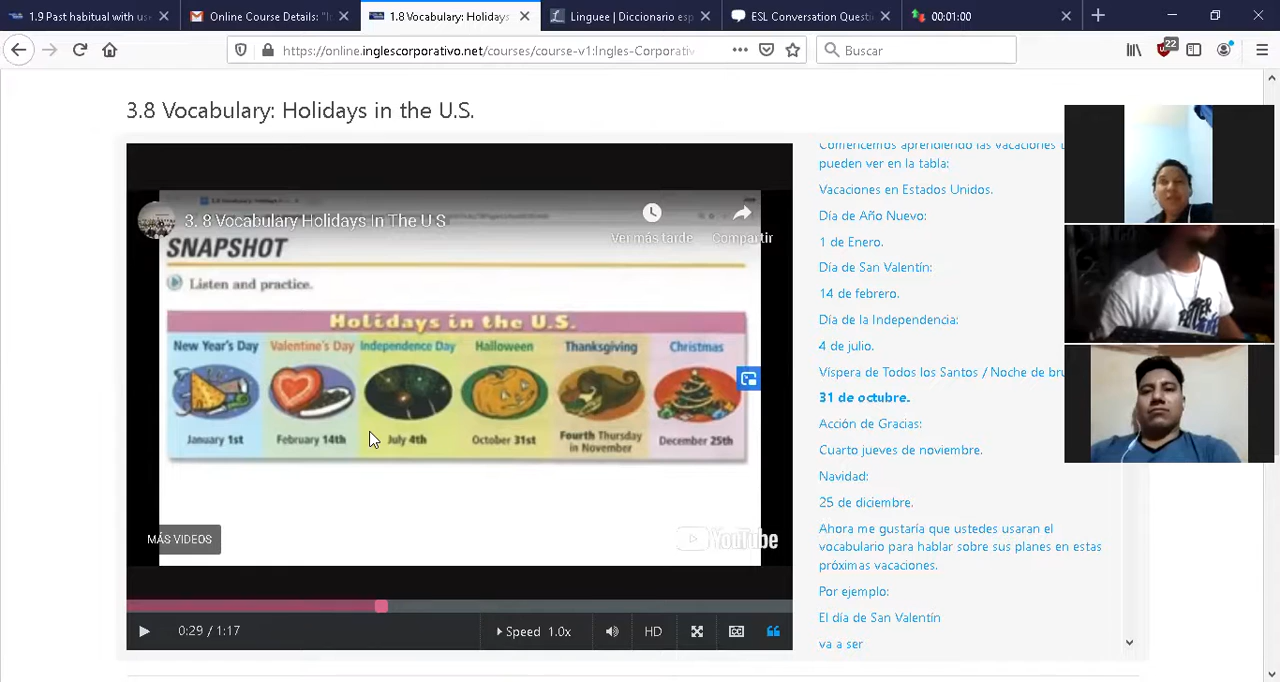 1.9 Past habitual with us
Online Course Details: "I
1.8 Vocabulary: Holidays
Linguee | Diccionario esp
ESL Conversation Questi
00:01:00
https://online.inglescorporativo.net/courses/course-v1:Ingles-Corporativ
Buscar
22
3.8 Vocabulary: Holidays in the U.S.
3. 8 Vocabulary Holidays In The U S
Ver más tarde
Compartir
SNAPSHOT
Listen and practice.
Holidays in the U.S.
New Year's Day
Valentine's Day
Independence Day
Halloween
Thanksgiving
Christmas
January 1st
February 14th
July 4th
October 31st
Fourth Thursday
in November
December 25th
MÁS VIDEOS
YouTube
0:29 / 1:17
Speed 1.0x
HD
Comencemos aprendiendo las vacaciones
pueden ver en la tabla:
Vacaciones en Estados Unidos.
Día de Año Nuevo:
1 de Enero.
Día de San Valentín:
14 de febrero.
Día de la Independencia:
4 de julio.
Víspera de Todos los Santos / Noche de bru
31 de octubre.
Acción de Gracias:
Cuarto jueves de noviembre.
Navidad:
25 de diciembre.
Ahora me gustaría que ustedes usaran el
vocabulario para hablar sobre sus planes en estas
próximas vacaciones.
Por ejemplo:
El día de San Valentín
va a ser